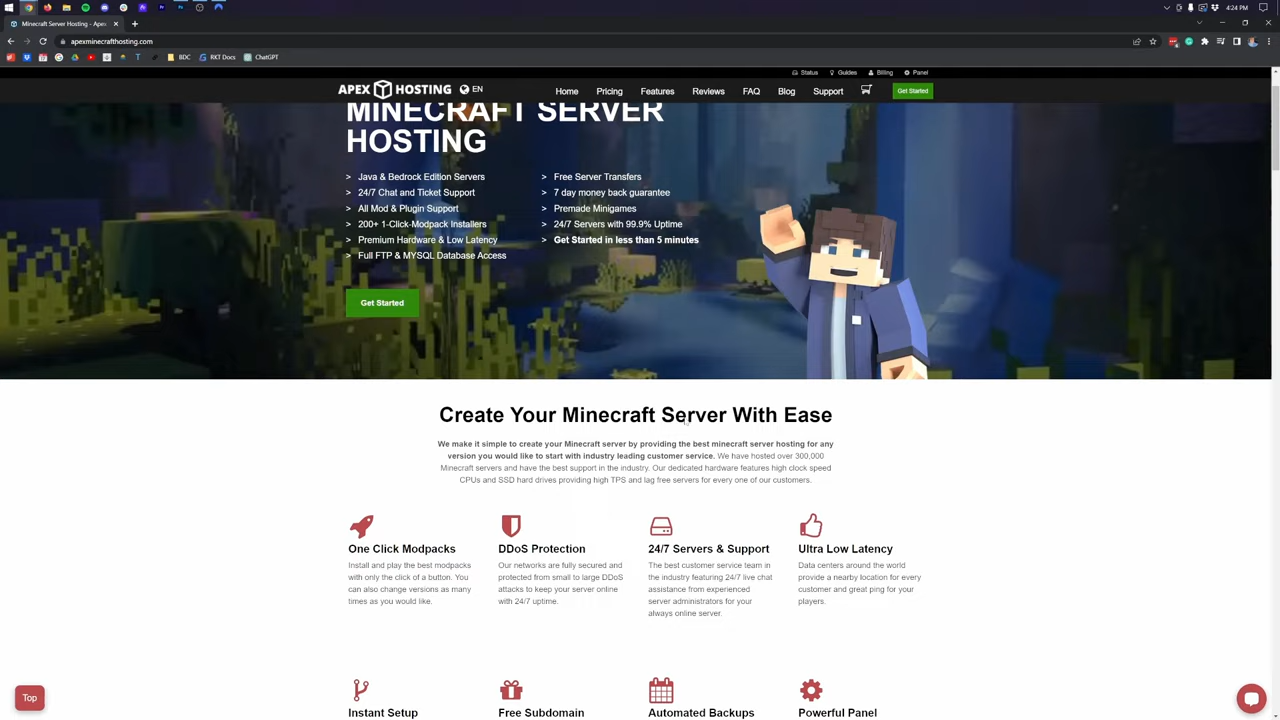 4:24 PM
Minecraft Server Hosting - Apex
apexminecrafthosting.com
BDC
RKT Docs
ChatGPT
Status
Guides
Billing
Panel
APEX HOSTING
EN
Home
Pricing
Features
Reviews
FAQ
Blog
Support
Get Started
MINECRAFT SERVER
HOSTING
> Java & Bedrock Edition Servers
> 24/7 Chat and Ticket Support
> All Mod & Plugin Support
> 200+ 1-Click-Modpack Installers
> Premium Hardware & Low Latency
> Full FTP & MYSQL Database Access
> Free Server Transfers
> 7 day money back guarantee
> Premade Minigames
> 24/7 Servers with 99.9% Uptime
> Get Started in less than 5 minutes
Get Started
Create Your Minecraft Server With Ease
We make it simple to create your Minecraft server by providing the best minecraft server hosting for any
version you would like to start with industry leading customer service. We have hosted over 300,000
Minecraft servers and have the best support in the industry. Our dedicated hardware features high clock speed
CPUs and SSD hard drives providing high TPS and lag free servers for every one of our customers.
One Click Modpacks
Install and play the best modpacks
with only the click of a button. You
can also change versions as many
times as you would like.
DDoS Protection
Our networks are fully secured and
protected from small to large DDoS
attacks to keep your server online
with 24/7 uptime.
24/7 Servers & Support
The best customer service team in
the industry featuring 24/7 live chat
assistance from experienced
server administrators for your
always online server.
Ultra Low Latency
Data centers around the world
provide a nearby location for every
customer and great ping for your
players.
Instant Setup
Free Subdomain
Automated Backups
Powerful Panel
Top